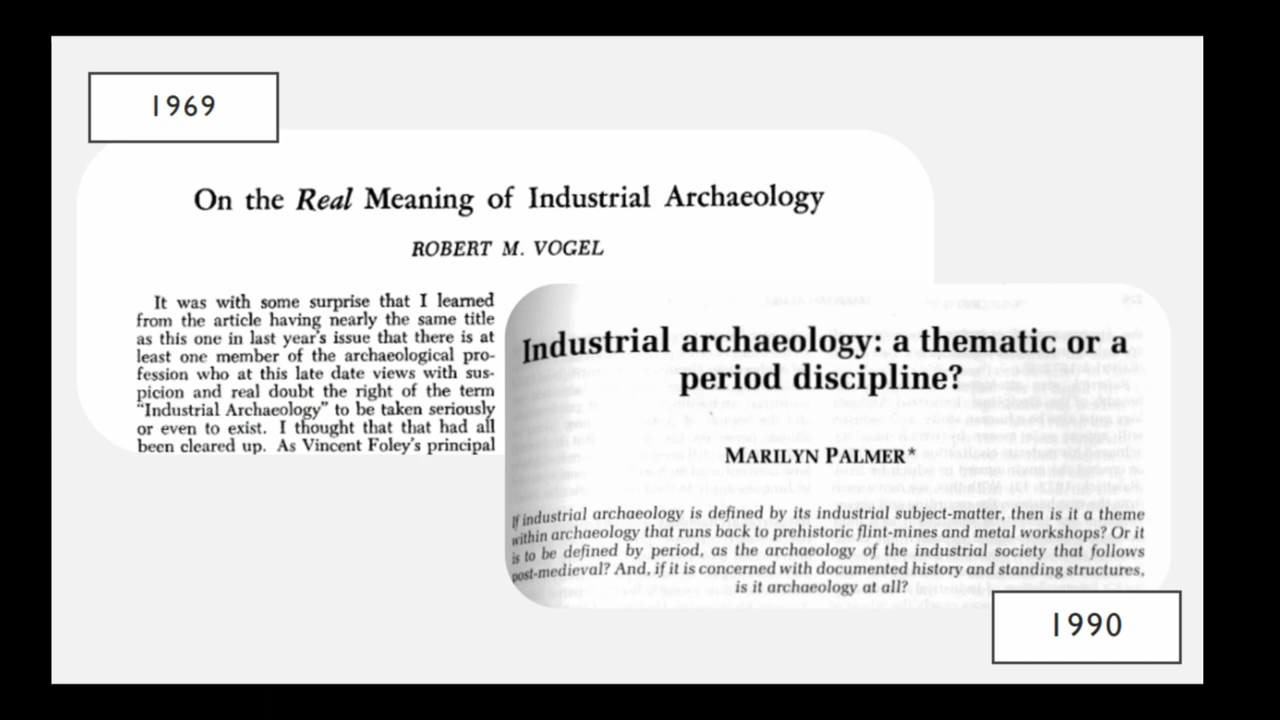 1969
On the Real Meaning of Industrial Archaeology
ROBERT M. VOGEL
It was with some surprise that I learned
from the article having nearly the same title
as this one in last year's issue that there is at
least one member of the archaeological pro-
fession who at this late date views with sus-
picion and real doubt the right of the term
"Industrial Archaeology" to be taken seriously
or even to exist. I thought that that had all
been cleared up. As Vincent Foley's principal
Industrial archaeology: a thematic or a
period discipline?
MARILYN PALMER*
If industrial archaeology is defined by its industrial subject-matter, then is it a theme
within archaeology that runs back to prehistoric flint-mines and metal workshops? Or it
is to be defined by period, as the archaeology of the industrial society that follows
post-medieval? And, if it is concerned with documented history and standing structures,
is it archaeology at all?
1990